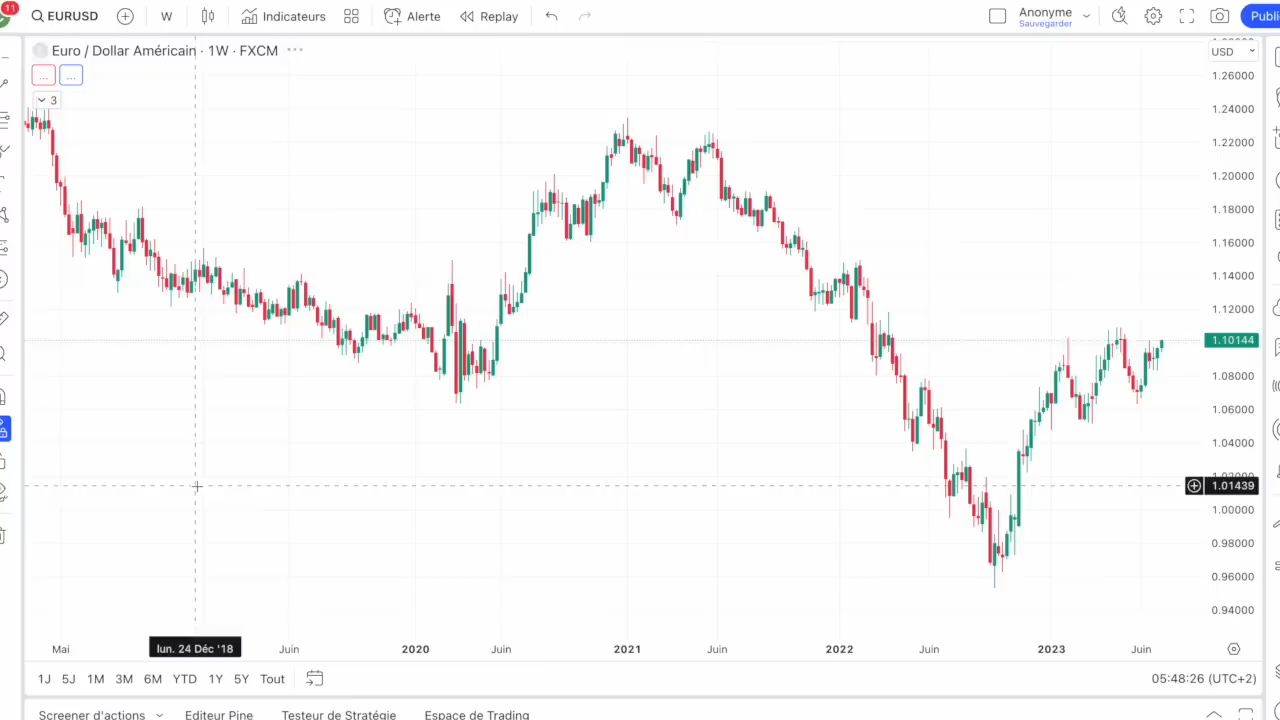 11
EURUSD
W
Indicateurs
Alerte
Replay
Anonyme
Sauvegarder
Publi
Euro / Dollar Américain · 1W · FXCM
...
...
3
USD
1.26000
1.24000
1.22000
1.20000
1.18000
1.16000
1.14000
1.12000
1.10144
1.08000
1.06000
1.04000
1.01439
1.00000
0.98000
0.96000
0.94000
Mai
lun. 24 Déc '18
Juin
2020
Juin
2021
Juin
2022
Juin
2023
Juin
1J 5J 1M 3M 6M YTD 1Y 5Y Tout
05:48:26 (UTC+2)
Screener d'actions
Editeur Pine
Testeur de Stratégie
Espace de Trading